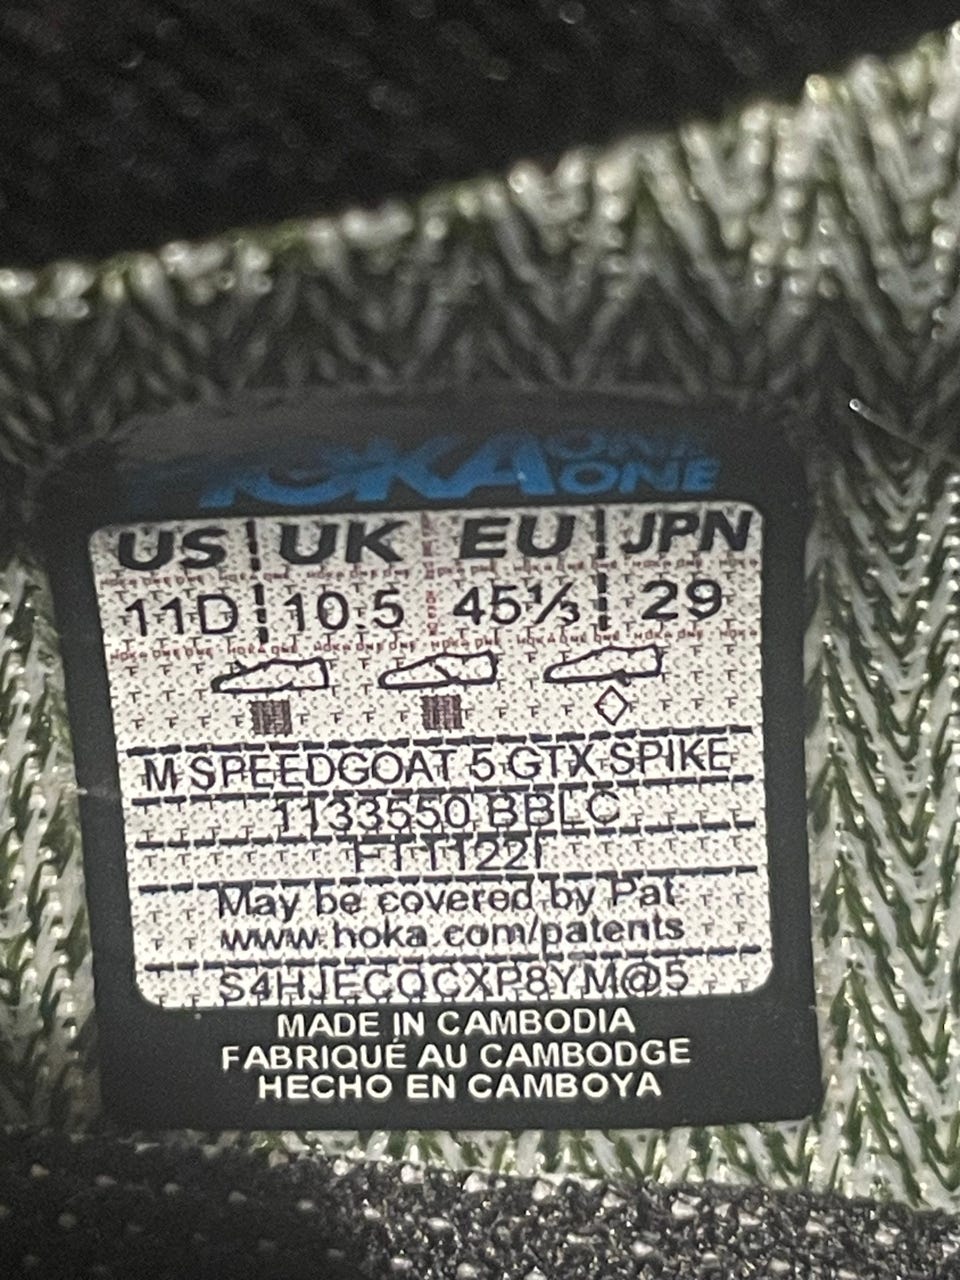 HOKA ONE ONE
US UK EU JPN
11D 10.5 45⅓ 29
M SPEEDGOAT 5 GTX SPIKE
1133550 BBLC
May be covered by Pat
www.hoka.com/patents
S4HJECQCXP8YM@5
MADE IN CAMBODIA
FABRIQUÉ AU CAMBODGE
HECHO EN CAMBOYA